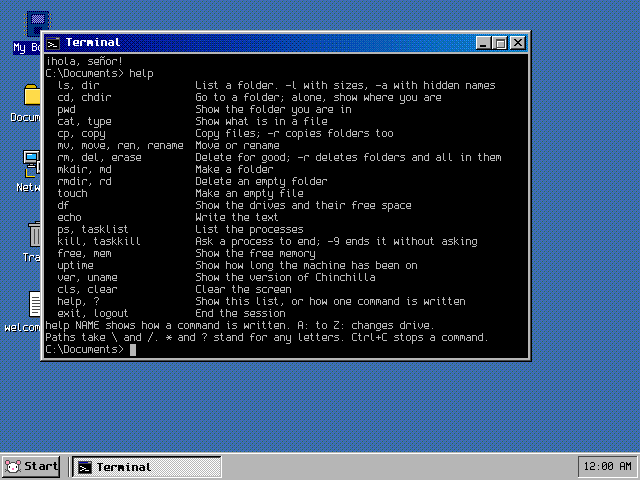 My Bo
Docum
Netw
Tra
welcom
Terminal
¡hola, señor!
C:\Documents> help
ls, dir List a folder. -l with sizes, -a with hidden names
cd, chdir Go to a folder; alone, show where you are
pwd Show the folder you are in
cat, type Show what is in a file
cp, copy Copy files; -r copies folders too
mv, move, ren, rename Move or rename
rm, del, erase Delete for good; -r deletes folders and all in them
mkdir, md Make a folder
rmdir, rd Delete an empty folder
touch Make an empty file
df Show the drives and their free space
echo Write the text
ps, tasklist List the processes
kill, taskkill Ask a process to end; -9 ends it without asking
free, mem Show the free memory
uptime Show how long the machine has been on
ver, uname Show the version of Chinchilla
cls, clear Clear the screen
help, ? Show this list, or how one command is written
exit, logout End the session
help NAME shows how a command is written. A: to Z: changes drive.
Paths take \ and /. * and ? stand for any letters. Ctrl+C stops a command.
C:\Documents>
Start
Terminal
12:00 AM